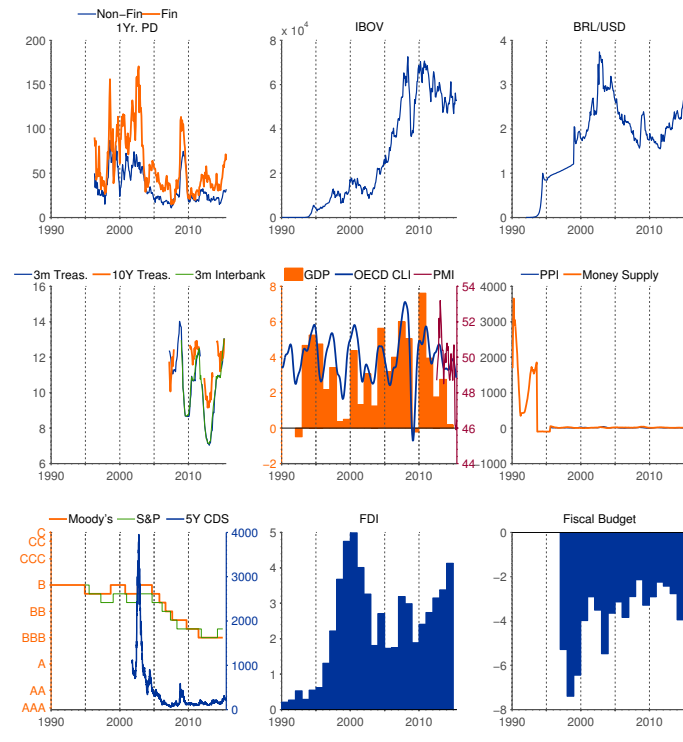 Non-Fin Fin
1Yr. PD
200
150
100
50
0
1990 2000 2010
x 10^4
IBOV
8
6
4
2
0
1990 2000 2010
BRL/USD
4
3
2
1
0
1990 2000 2010
3m Treas. 10Y Treas. 3m Interbank
16
14
12
10
8
6
1990 2000 2010
GDP OECD CLI PMI
8
6
4
2
0
−2
54
52
50
48
46
44
1990 2000 2010
PPI Money Supply
4000
3000
2000
1000
0
−1000
1990 2000 2010
Moody's S&P 5Y CDS
C
CC
CCC
B
BB
BBB
A
AA
AAA
4000
3000
2000
1000
0
1990 2000 2010
FDI
5
4
3
2
1
0
1990 2000 2010
Fiscal Budget
0
−2
−4
−6
−8
1990 2000 2010